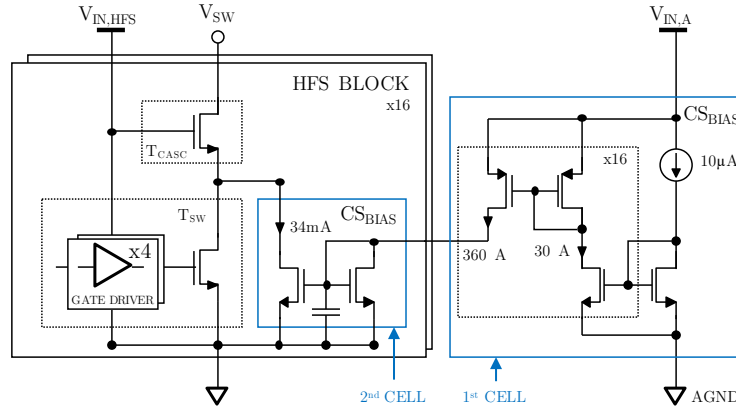 V_IN,HFS
V_SW
V_IN,A
HFS BLOCK
x16
CS_BIAS
T_CASC
x16
10µA
T_SW
CS_BIAS
34mA
x4
360 A
30 A
GATE DRIVER
2nd CELL
1st CELL
AGND